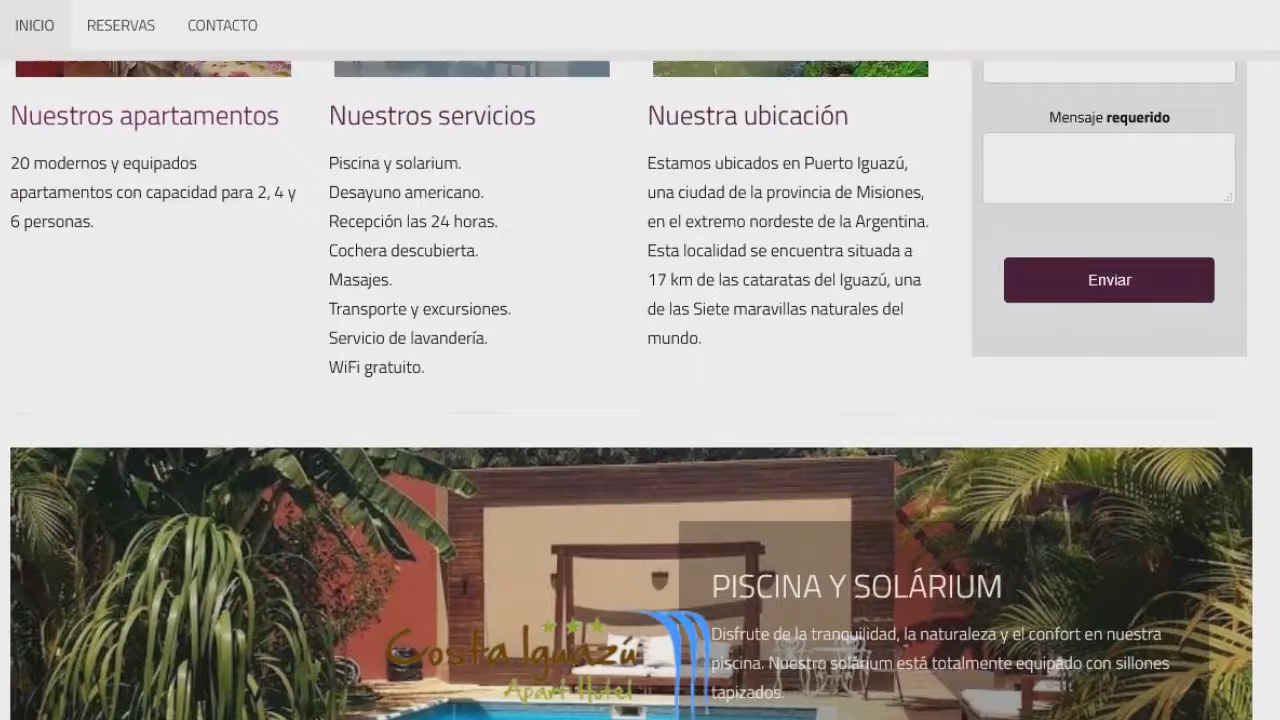 INICIO
RESERVAS
CONTACTO
Nuestros apartamentos
20 modernos y equipados
apartamentos con capacidad para 2, 4 y
6 personas.
Nuestros servicios
Piscina y solarium.
Desayuno americano.
Recepción las 24 horas.
Cochera descubierta.
Masajes.
Transporte y excursiones.
Servicio de lavandería.
WiFi gratuito.
Nuestra ubicación
Estamos ubicados en Puerto Iguazú,
una ciudad de la provincia de Misiones,
en el extremo nordeste de la Argentina.
Esta localidad se encuentra situada a
17 km de las cataratas del Iguazú, una
de las Siete maravillas naturales del
mundo.
Mensaje requerido
Enviar
PISCINA Y SOLÁRIUM
Disfrute de la tranquilidad, la naturaleza y el confort en nuestra
piscina. Nuestro solárium está totalmente equipado con sillones
tapizados.
Costa Iguazú
Apart Hotel